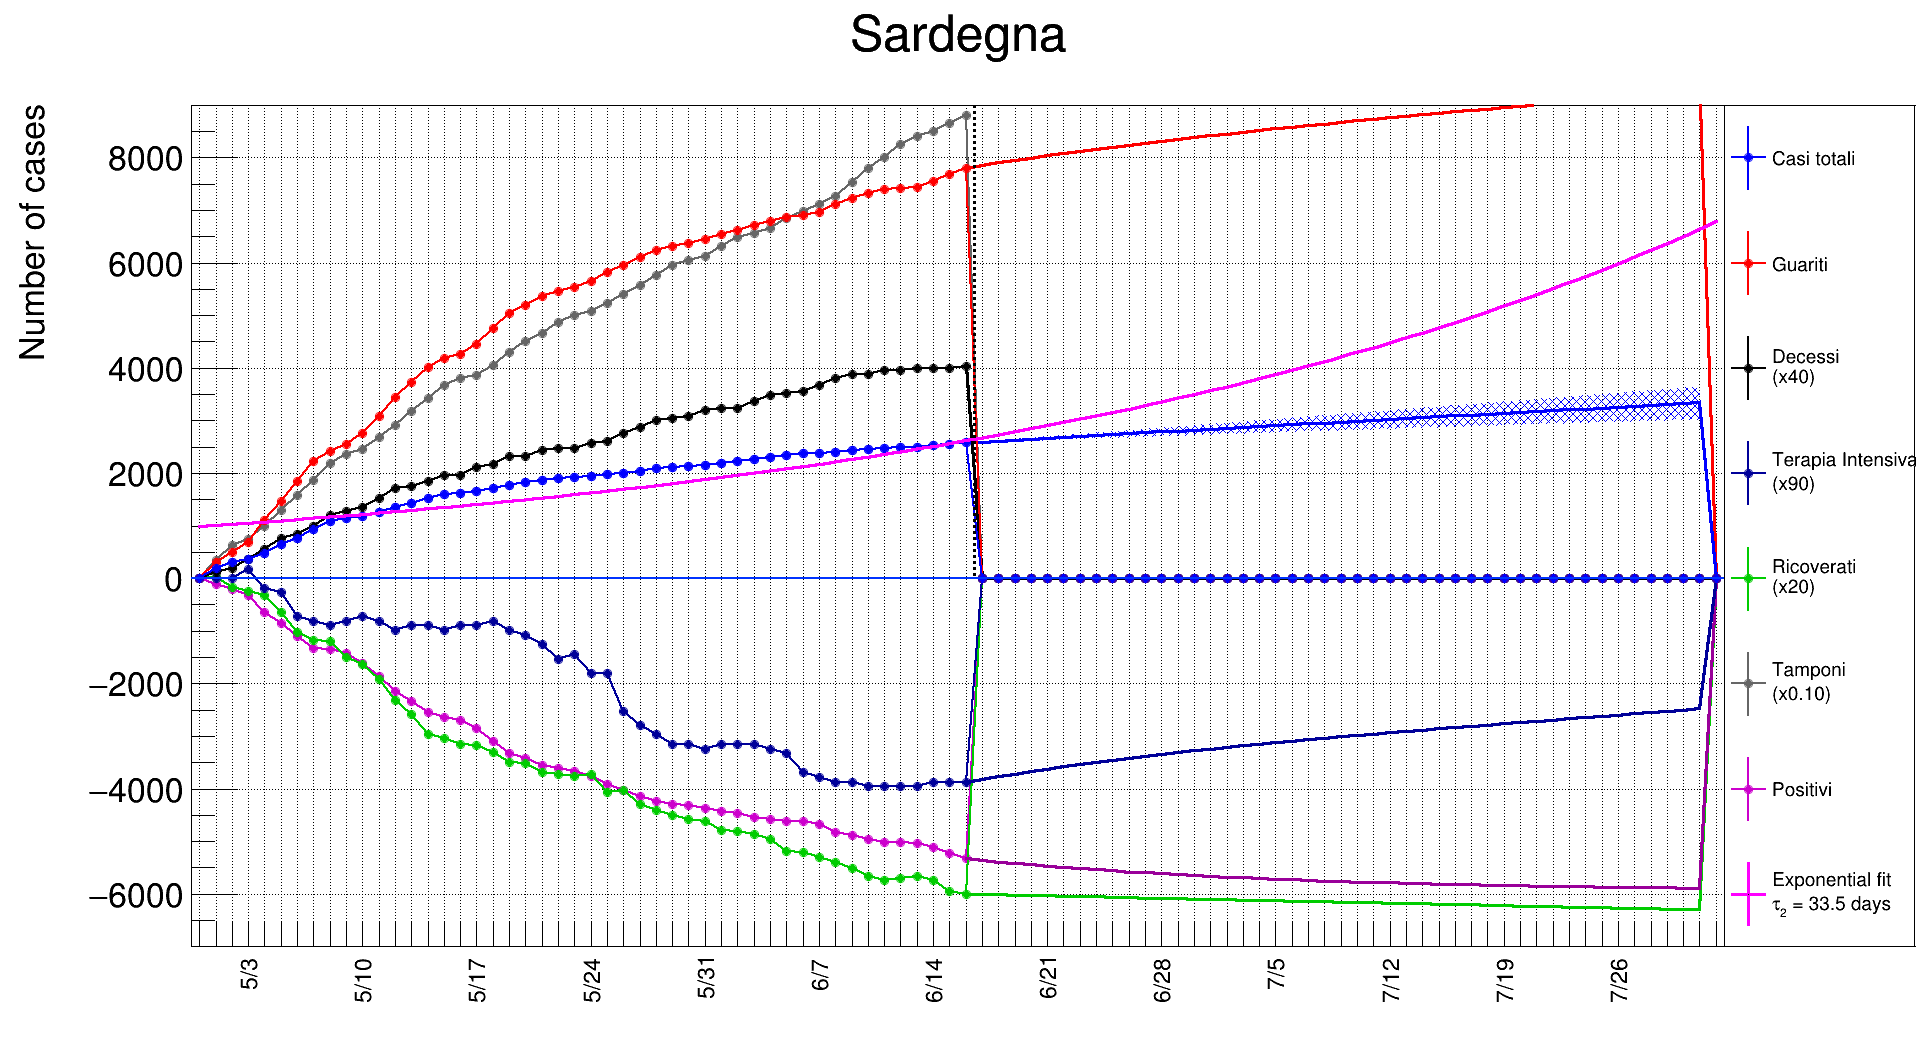 Sardegna
Number of cases
8000
6000
4000
2000
0
−2000
−4000
−6000
5/3
5/10
5/17
5/24
5/31
6/7
6/14
6/21
6/28
7/5
7/12
7/19
7/26
Casi totali
Guariti
Decessi
(x40)
Terapia Intensiva
(x90)
Ricoverati
(x20)
Tamponi
(x0.10)
Positivi
Exponential fit
τ2 = 33.5 days